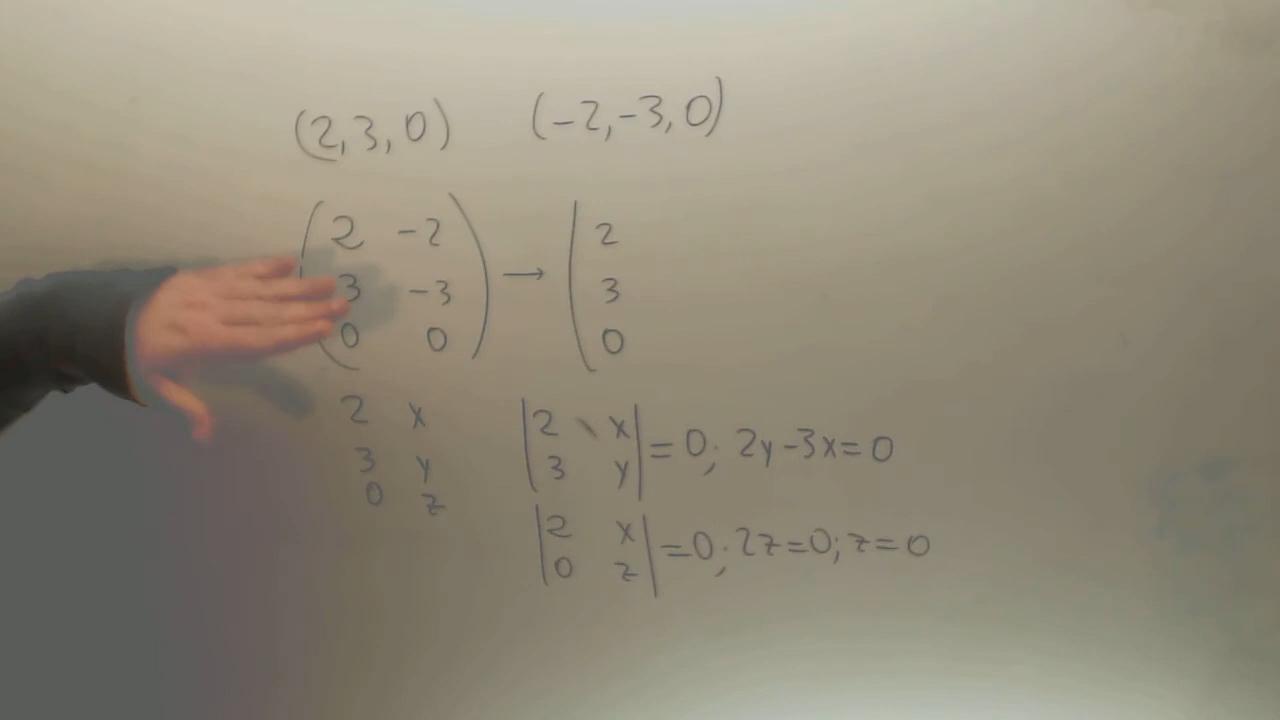 (2,3,0) (-2,-3,0)
2 -2 → 2
3 -3 3
0 0 0
2 x
3 y
0 z
|2 x|
|3 y| = 0; 2y-3x=0
|2 x|
|0 z| = 0; 2z=0; z=0